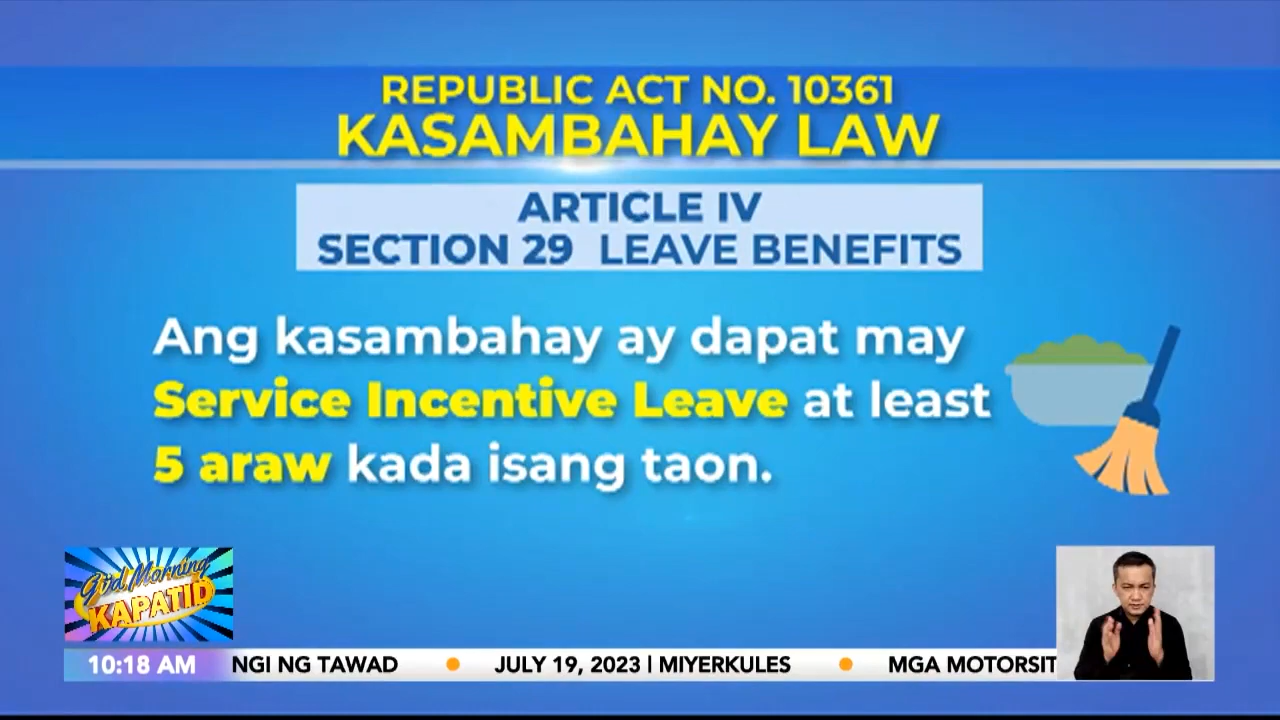 REPUBLIC ACT NO. 10361
KASAMBAHAY LAW
ARTICLE IV
SECTION 29 LEAVE BENEFITS
Ang kasambahay ay dapat may
Service Incentive Leave at least
5 araw kada isang taon.
Gud Morning
KAPATID
10:18 AM NGI NG TAWAD • JULY 19, 2023 | MIYERKULES • MGA MOTORSIT